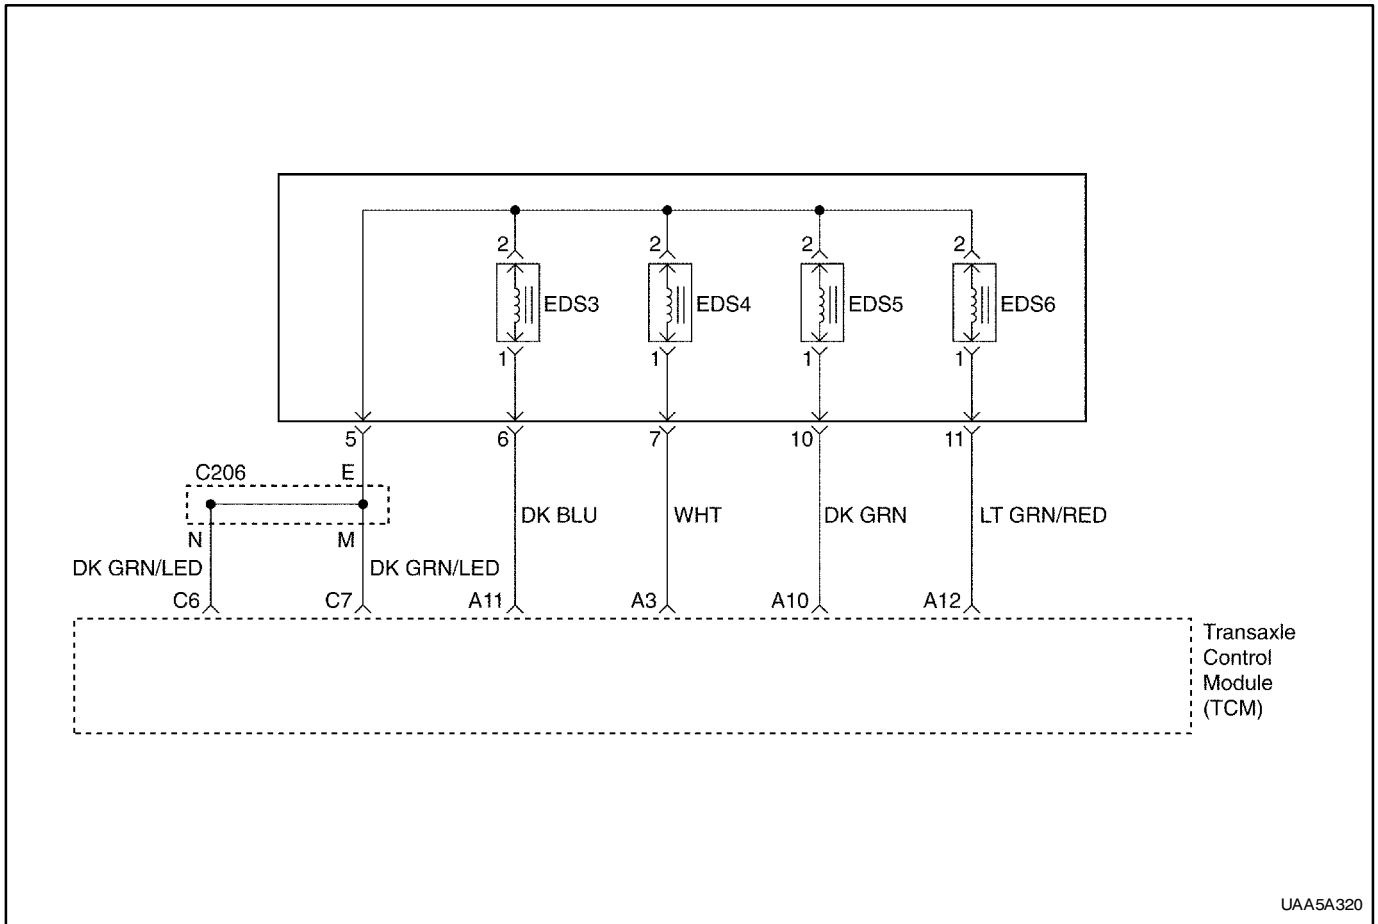 2 2 2 2
EDS3 EDS4 EDS5 EDS6
1 1 1 1
5 6 7 10 11
C206 E
DK BLU WHT DK GRN LT GRN/RED
N M
DK GRN/LED DK GRN/LED
C6 C7 A11 A3 A10 A12
Transaxle
Control
Module
(TCM)
UAA5A320